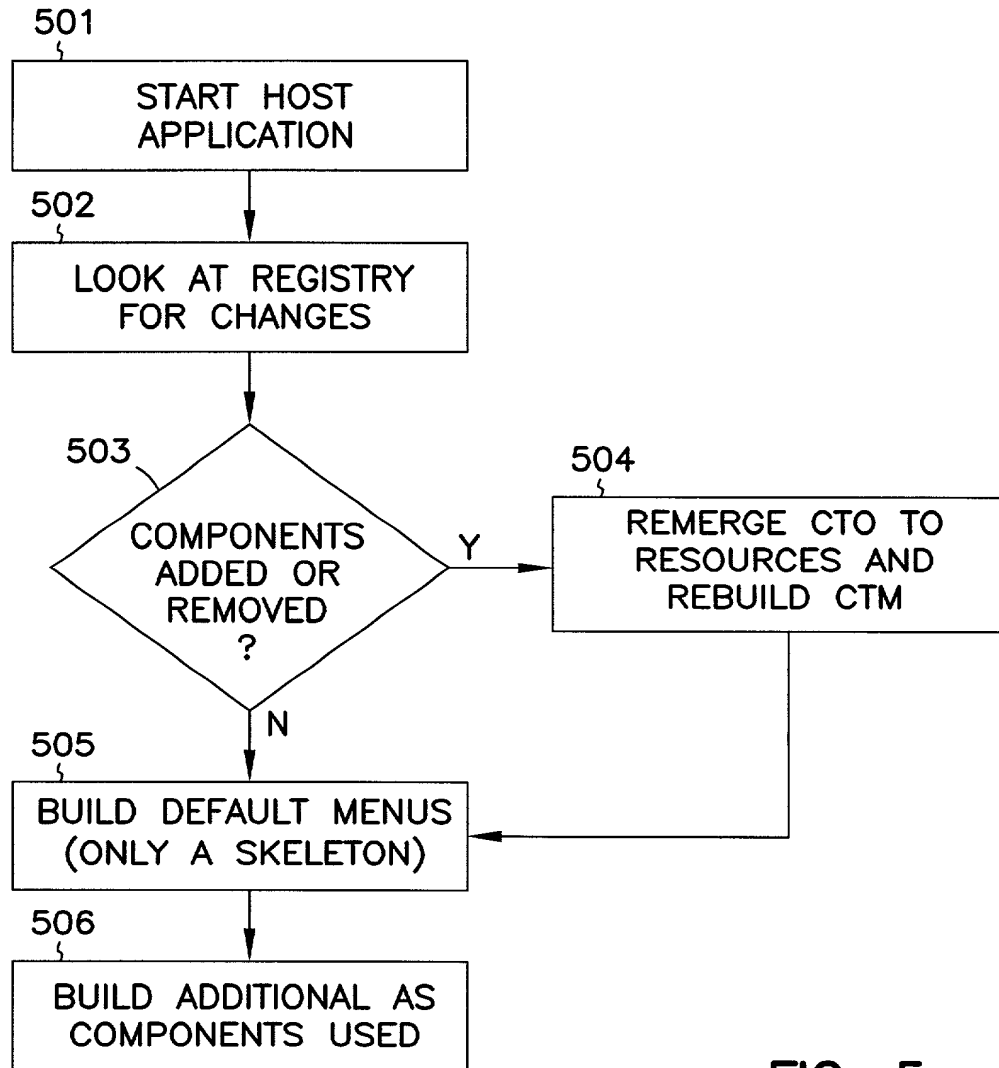 501
START HOST
APPLICATION
502
LOOK AT REGISTRY
FOR CHANGES
503
COMPONENTS
ADDED OR
REMOVED
?
Y
504
REMERGE CTO TO
RESOURCES AND
REBUILD CTM
N
505
BUILD DEFAULT MENUS
(ONLY A SKELETON)
506
BUILD ADDITIONAL AS
COMPONENTS USED